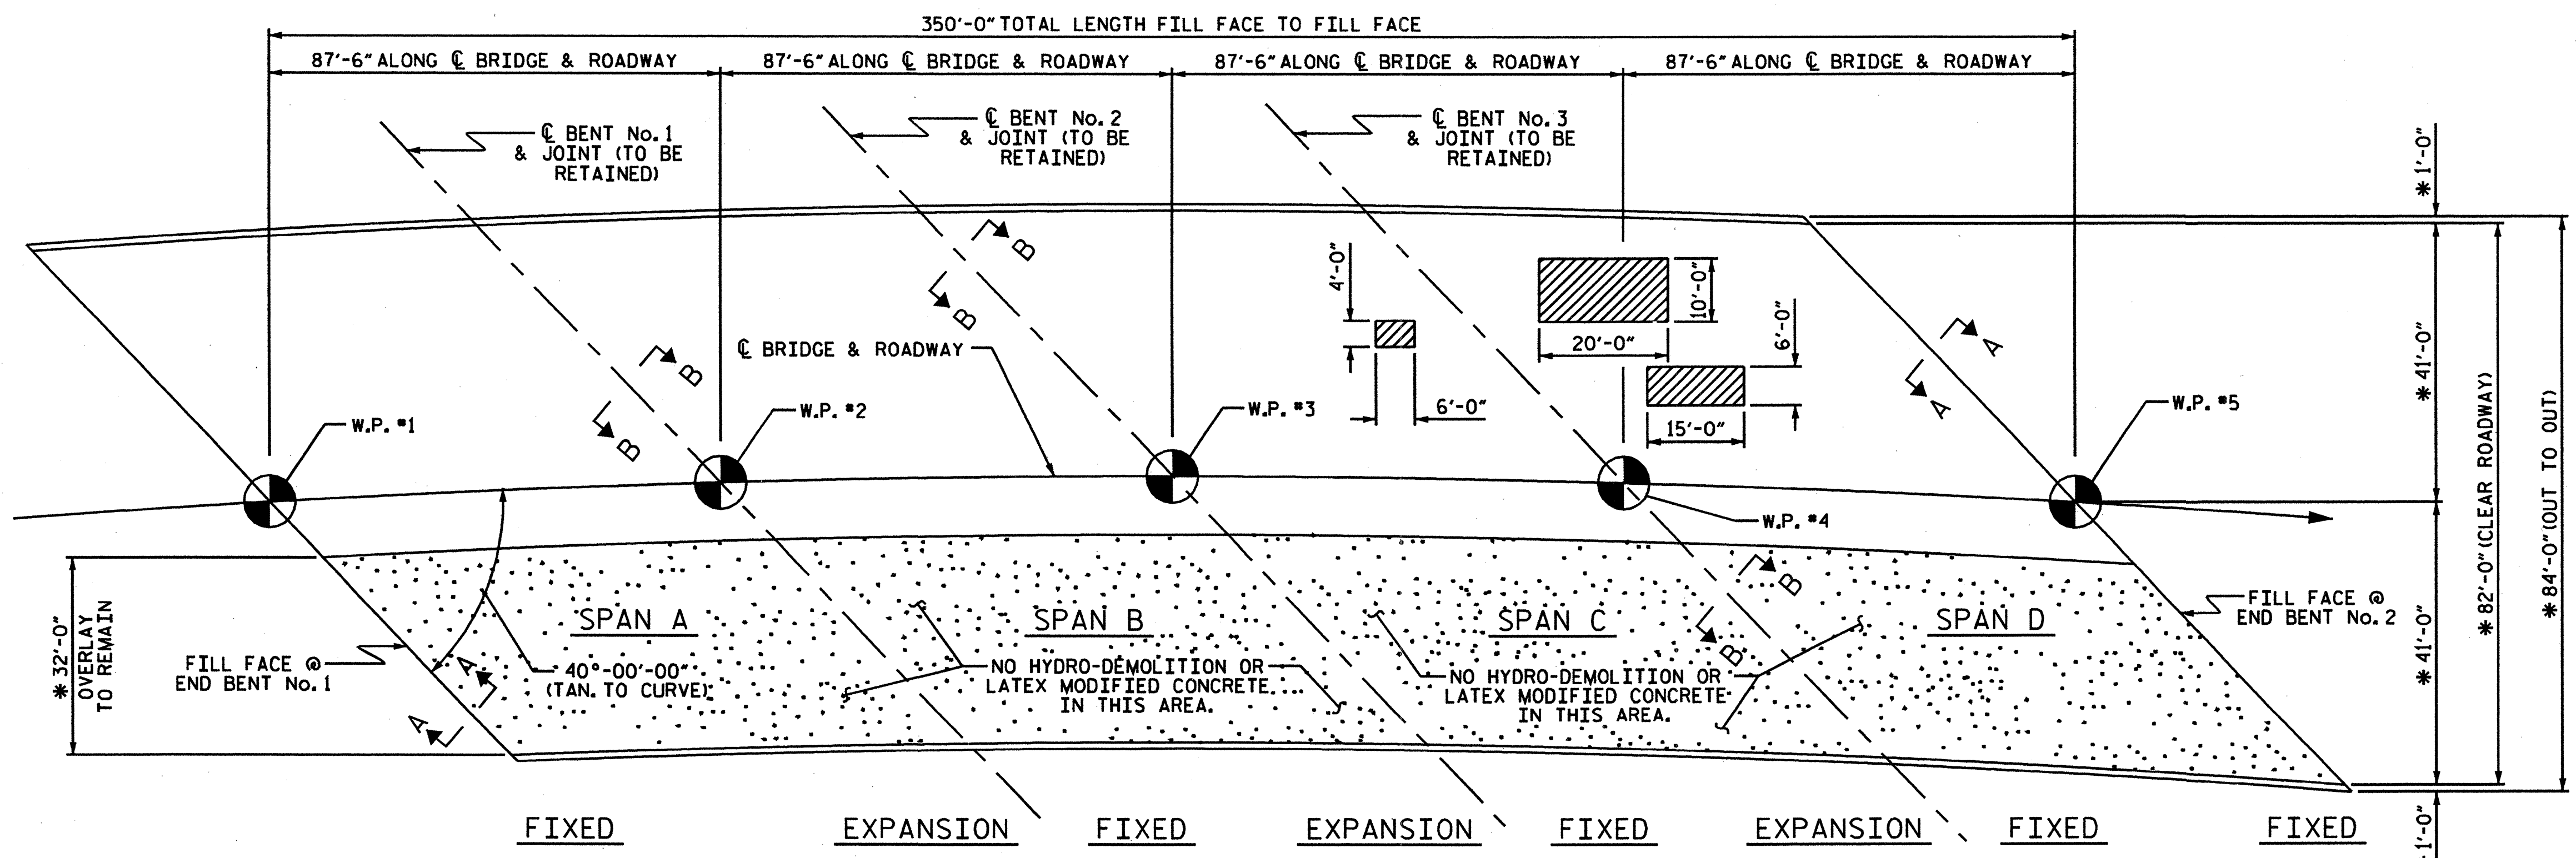 350'-0" TOTAL LENGTH FILL FACE TO FILL FACE
87'-6" ALONG ℄ BRIDGE & ROADWAY
87'-6" ALONG ℄ BRIDGE & ROADWAY
87'-6" ALONG ℄ BRIDGE & ROADWAY
87'-6" ALONG ℄ BRIDGE & ROADWAY
℄ BENT No. 1
& JOINT (TO BE
RETAINED)
℄ BENT No. 2
& JOINT (TO BE
RETAINED)
℄ BENT No. 3
& JOINT (TO BE
RETAINED)
*1'-0"
B
B
B
B
4'-0"
6'-0"
10'-0"
20'-0"
6'-0"
15'-0"
A
A
*41'-0"
*82'-0" (CLEAR ROADWAY)
*84'-0" (OUT TO OUT)
℄ BRIDGE & ROADWAY
W.P. #1
W.P. #2
W.P. #3
W.P. #4
W.P. #5
*32'-0"
OVERLAY
TO REMAIN
FILL FACE @
END BENT No. 1
A
A
40°-00'-00"
(TAN. TO CURVE)
SPAN A
SPAN B
SPAN C
SPAN D
NO HYDRO-DEMOLITION OR
LATEX MODIFIED CONCRETE
IN THIS AREA.
NO HYDRO-DEMOLITION OR
LATEX MODIFIED CONCRETE
IN THIS AREA.
B
B
FILL FACE @
END BENT No. 2
*41'-0"
1'-0"
FIXED
EXPANSION
FIXED
EXPANSION
FIXED
EXPANSION
FIXED
FIXED